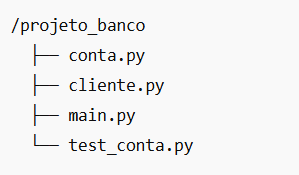 /projeto_banco
├── conta.py
├── cliente.py
├── main.py
└── test_conta.py